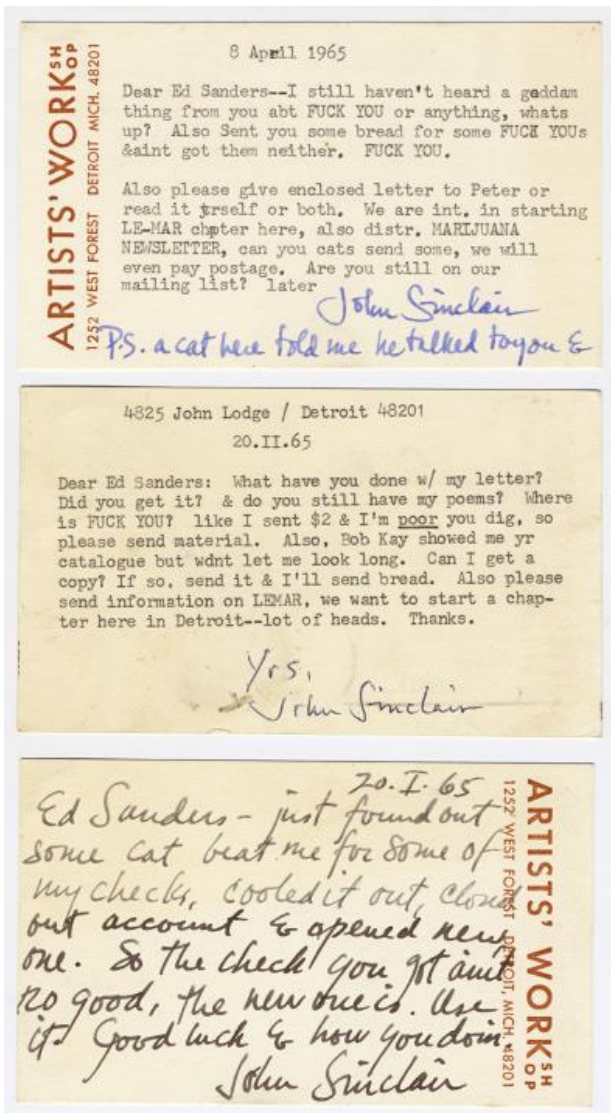 ARTISTS' WORKSHOP
1252 WEST FOREST DETROIT MICH. 48201
8 April 1965
Dear Ed Sanders--I still haven't heard a goddam
thing from you abt FUCK YOU or anything, whats
up? Also Sent you some bread for some FUCK YOUs
&aint got them neither. FUCK YOU.
Also please give enclosed letter to Peter or
read it yrself or both. We are int. in starting
LE-MAR chpter here, also distr. MARIJUANA
NEWSLETTER, can you cats send some, we will
even pay postage. Are you still on our
mailing list? later
John Sinclair
P.S. a cat here told me he talked to you &
4825 John Lodge / Detroit 48201
20.II.65
Dear Ed Sanders: What have you done w/ my letter?
Did you get it? & do you still have my poems? Where
is FUCK YOU? like I sent $2 & I'm poor you dig, so
please send material. Also, Bob Kay showed me yr
catalogue but wdnt let me look long. Can I get a
copy? If so, send it & I'll send bread. Also please
send information on LEMAR, we want to start a chap-
ter here in Detroit--lot of heads. Thanks.
Yrs,
John Sinclair
20.I.65
Ed Sanders - just found out
some cat beat me for some of
my checks, cooled it out, closed
out account & opened new
one. So the check you got aint
no good, the new one is. Use
it. Good luck & how you doin.
John Sinclair
ARTISTS' WORKSHOP
1252 WEST FOREST DETROIT, MICH. 48201